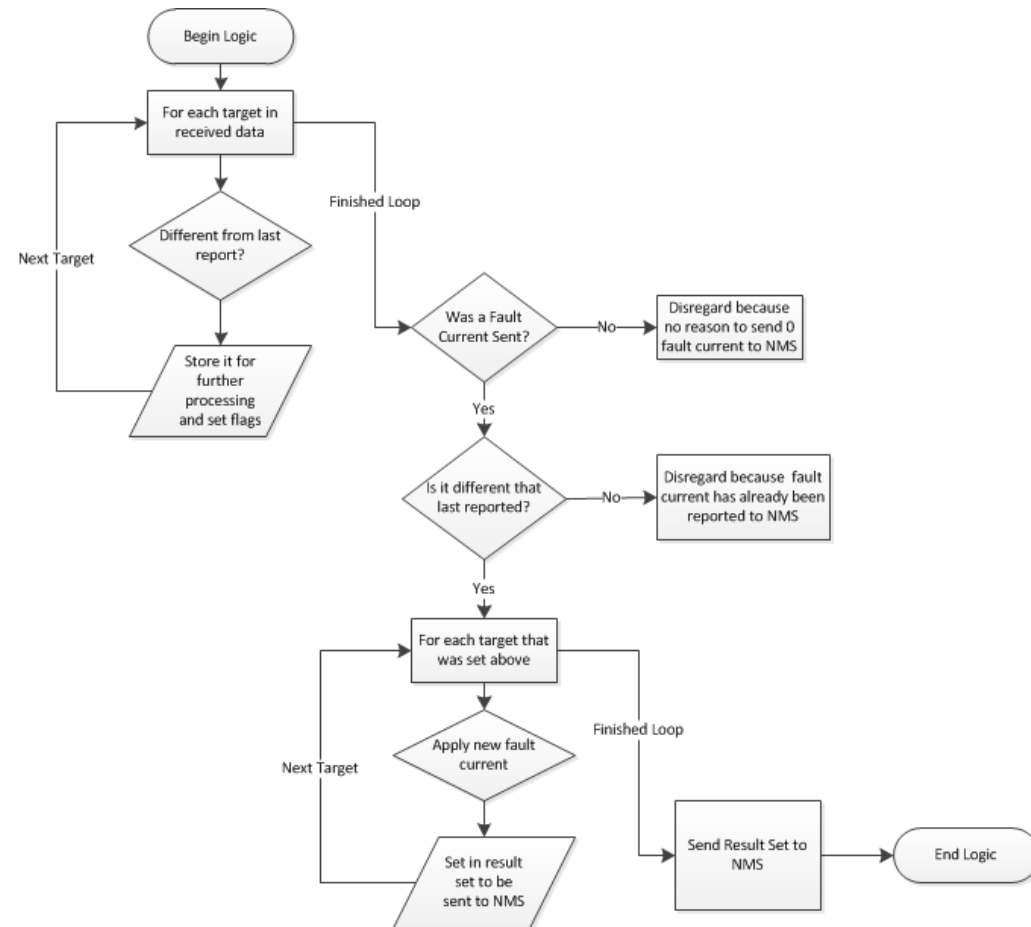 Begin Logic
For each target in
received data
Finished Loop
Different from last
report?
Next Target
Store it for
further
processing
and set flags
Was a Fault
Current Sent?
No
Disregard because
no reason to send 0
fault current to NMS
Yes
Is it different that
last reported?
No
Disregard because fault
current has already been
reported to NMS
Yes
For each target that
was set above
Finished Loop
Apply new fault
current
Next Target
Set in result
set to be
sent to NMS
Send Result Set to
NMS
End Logic